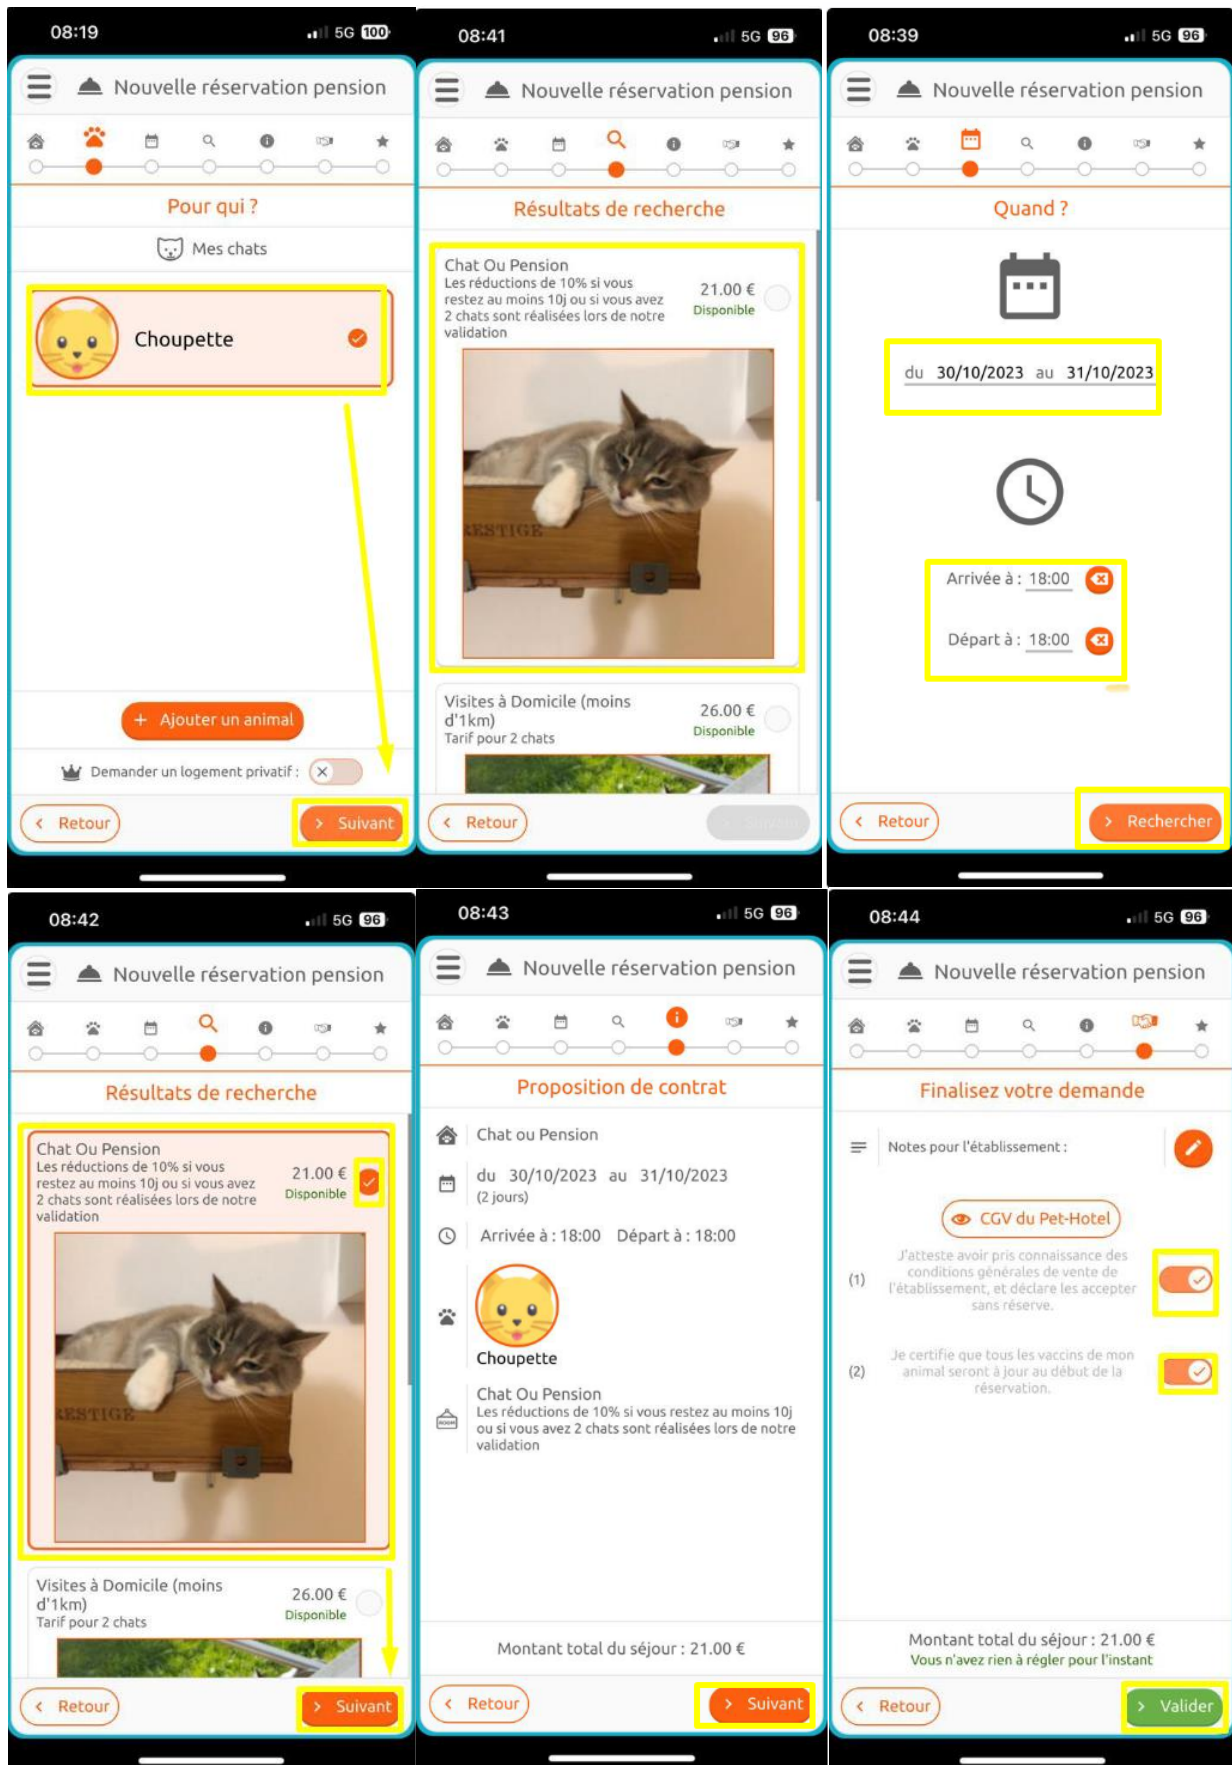 08:19
5G 100
Nouvelle réservation pension
Pour qui ?
Mes chats
Choupette
+ Ajouter un animal
Demander un logement privatif :
< Retour
> Suivant
08:41
5G 96
Nouvelle réservation pension
Résultats de recherche
Chat Ou Pension
Les réductions de 10% si vous
restez au moins 10j ou si vous avez
2 chats sont réalisées lors de notre
validation
21.00 €
Disponible
Visites à Domicile (moins
d'1km)
Tarif pour 2 chats
26.00 €
Disponible
< Retour
08:39
5G 96
Nouvelle réservation pension
Quand ?
du 30/10/2023 au 31/10/2023
Arrivée à : 18:00
Départ à : 18:00
< Retour
> Rechercher
08:42
5G 96
Nouvelle réservation pension
Résultats de recherche
Chat Ou Pension
Les réductions de 10% si vous
restez au moins 10j ou si vous avez
2 chats sont réalisées lors de notre
validation
21.00 €
Disponible
Visites à Domicile (moins
d'1km)
Tarif pour 2 chats
26.00 €
Disponible
< Retour
> Suivant
08:43
5G 96
Nouvelle réservation pension
Proposition de contrat
Chat ou Pension
du 30/10/2023 au 31/10/2023
(2 jours)
Arrivée à : 18:00 Départ à : 18:00
Choupette
Chat Ou Pension
Les réductions de 10% si vous restez au moins 10j
ou si vous avez 2 chats sont réalisées lors de notre
validation
Montant total du séjour : 21.00 €
< Retour
> Suivant
08:44
5G 96
Nouvelle réservation pension
Finalisez votre demande
Notes pour l'établissement :
CGV du Pet-Hotel
(1)
J'atteste avoir pris connaissance des
conditions générales de vente de
l'établissement, et déclare les accepter
sans réserve.
(2)
Je certifie que tous les vaccins de mon
animal seront à jour au début de la
réservation.
Montant total du séjour : 21.00 €
Vous n'avez rien à régler pour l'instant
< Retour
> Valider